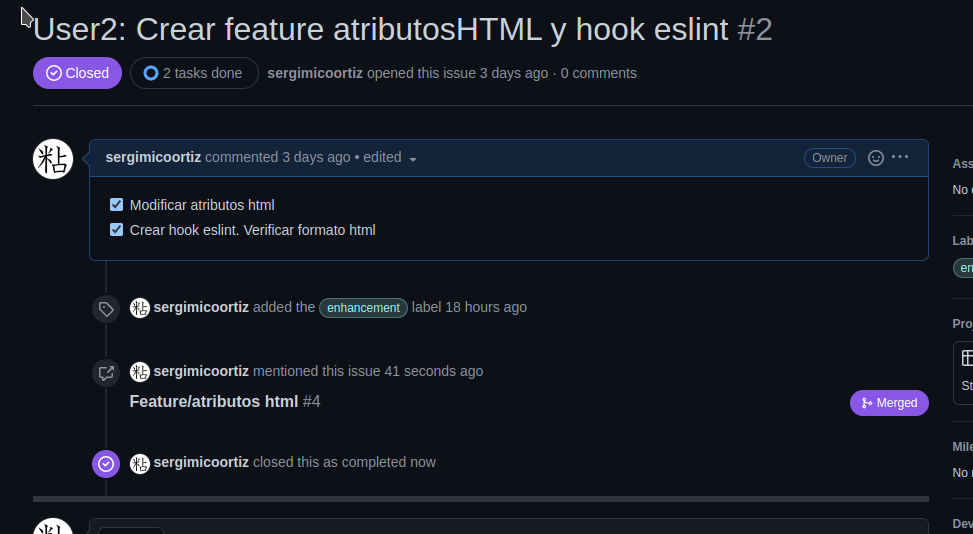 User2: Crear feature atributosHTML y hook eslint #2
Closed 2 tasks done sergimicoortiz opened this issue 3 days ago · 0 comments
粘 sergimicoortiz commented 3 days ago • edited Owner
Modificar atributos html
Crear hook eslint. Verificar formato html
粘 sergimicoortiz added the enhancement label 18 hours ago
粘 sergimicoortiz mentioned this issue 41 seconds ago
Feature/atributos html #4 Merged
粘 sergimicoortiz closed this as completed now
Ass
No
Lab
en
Pro
St
Mile
No
Dev